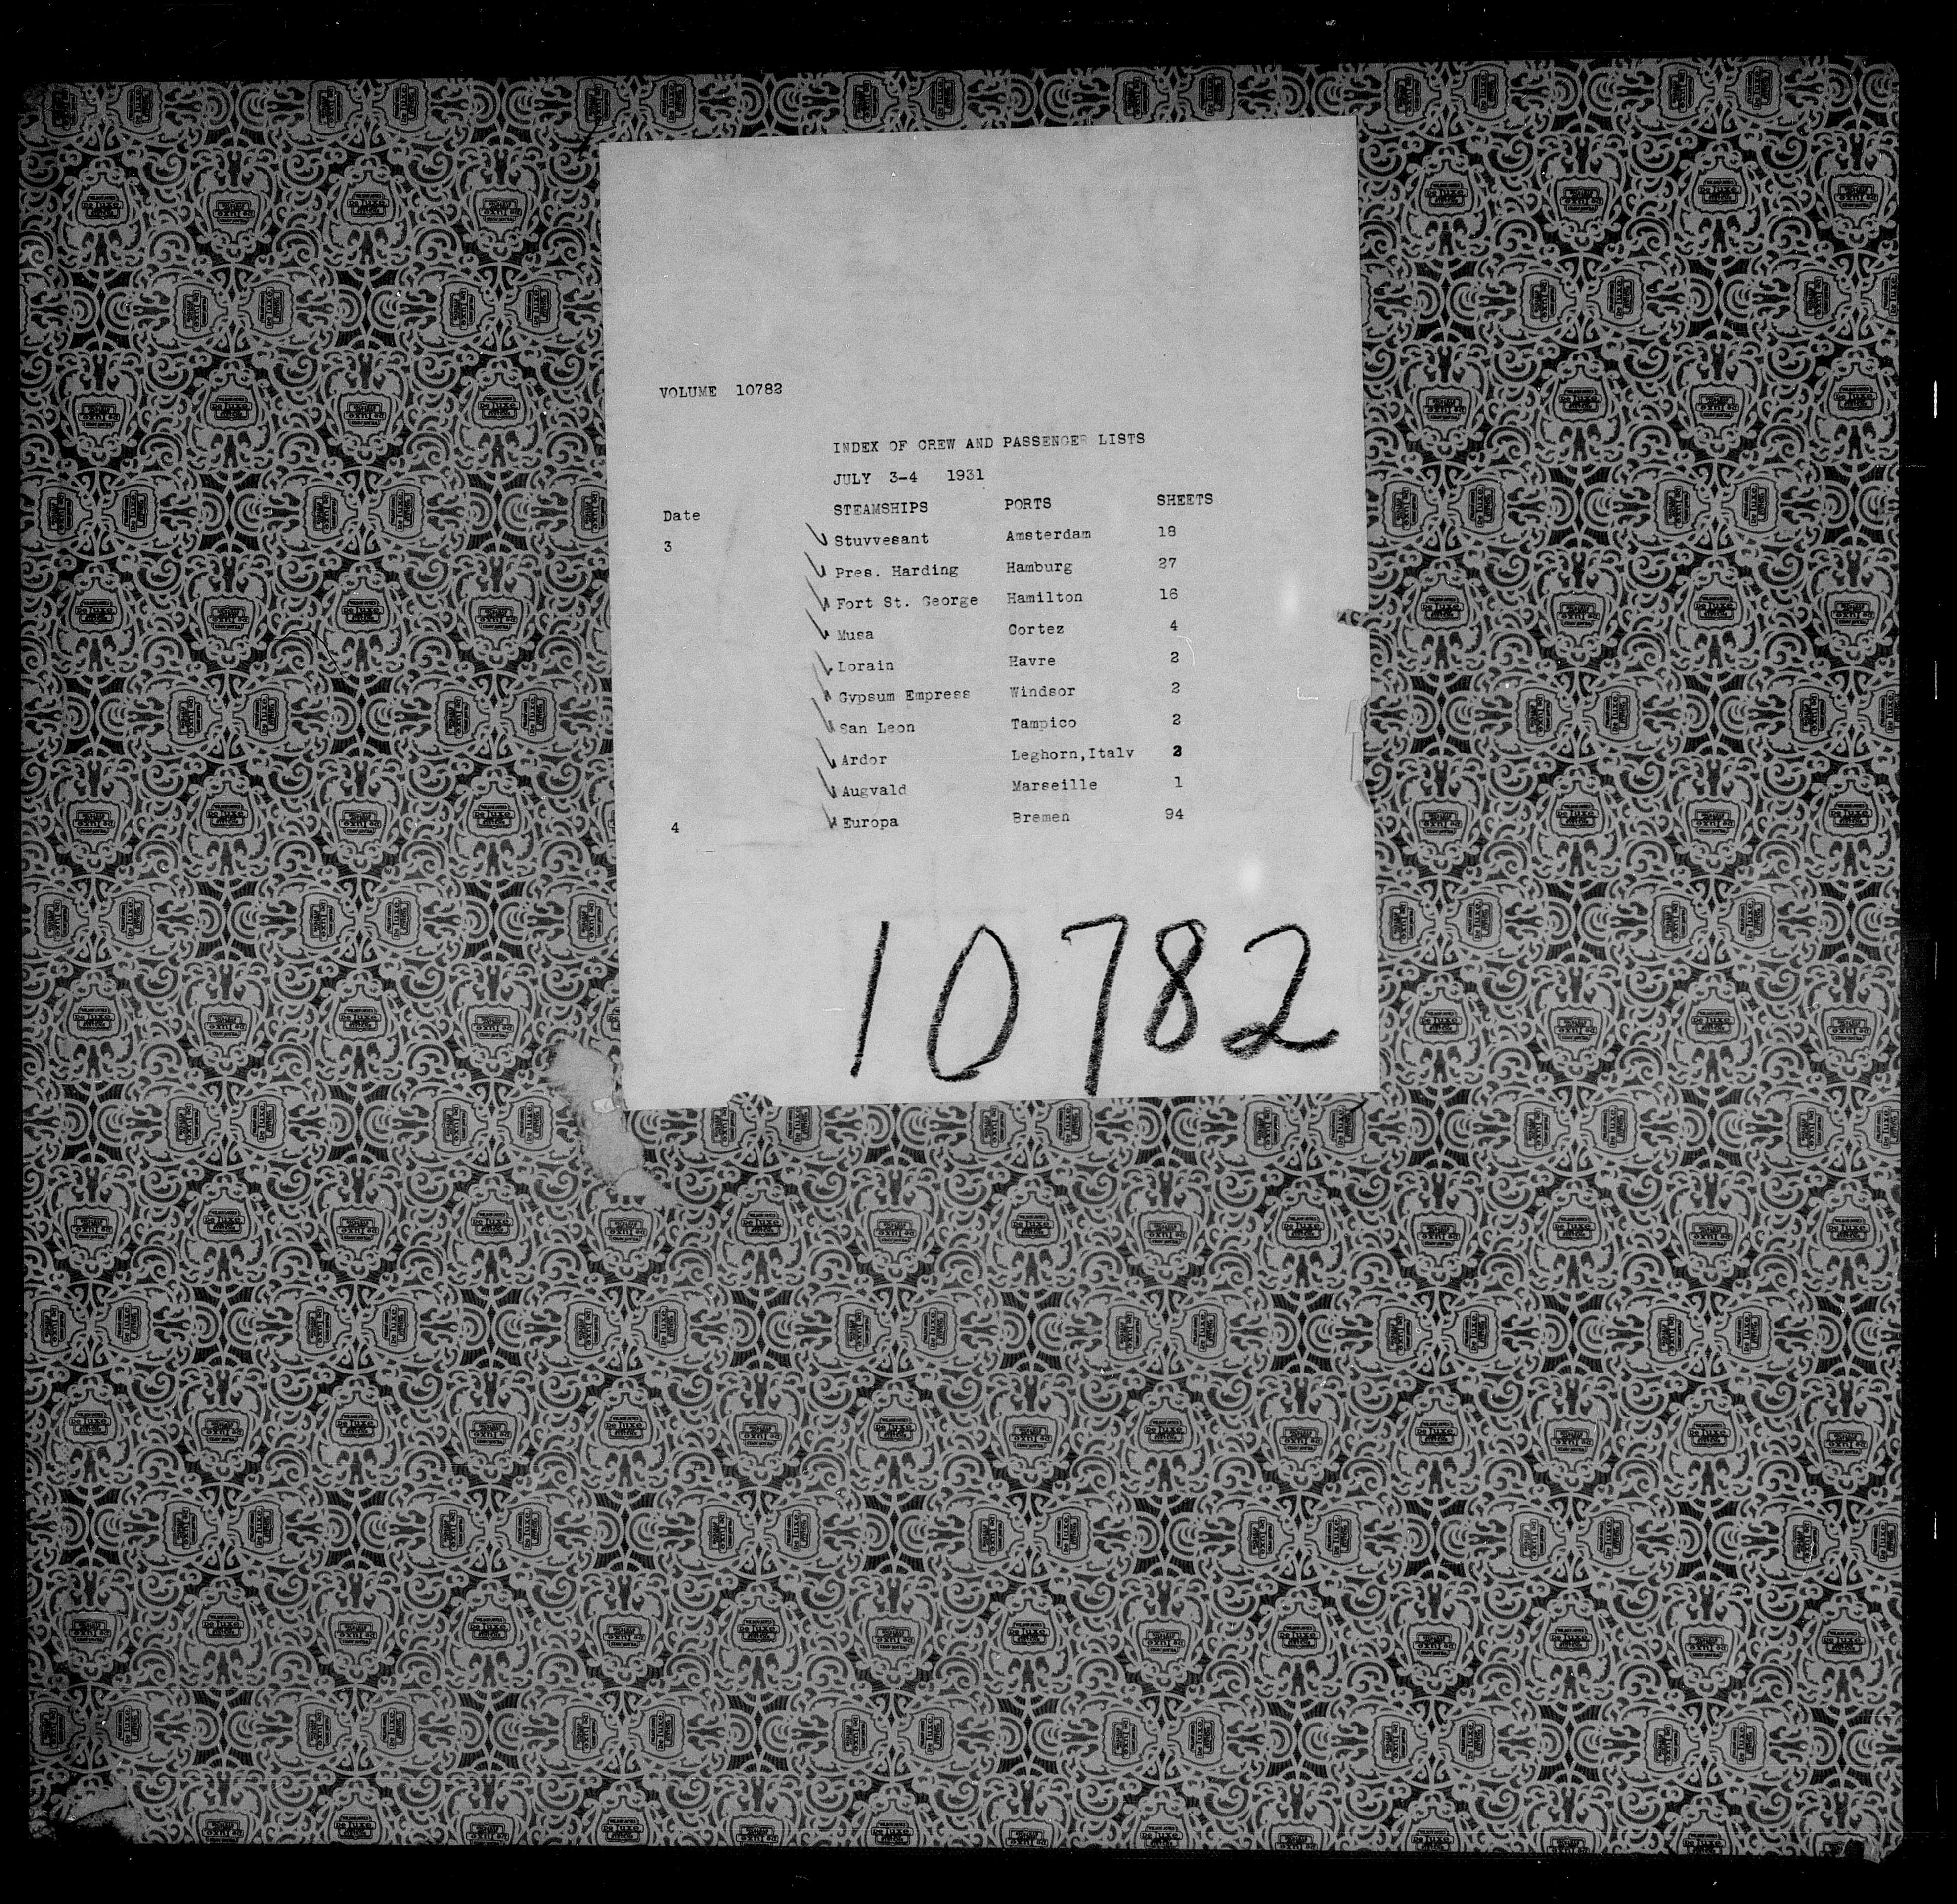 VOLUME 10782
INDEX OF CREW AND PASSENGER LISTS
JULY 3-4 1931
Date STEAMSHIPS PORTS SHEETS
3 Stuyvesant Amsterdam 18
Pres. Harding Hamburg 27
Fort St. George Hamilton 16
Musa Cortez 4
Lorain Havre 2
Gypsum Empress Windsor 2
San Leon Tampico 2
Ardor Leghorn,Italy
Augvald Marseille 1
4 Europa Bremen 94
10782
De luxe